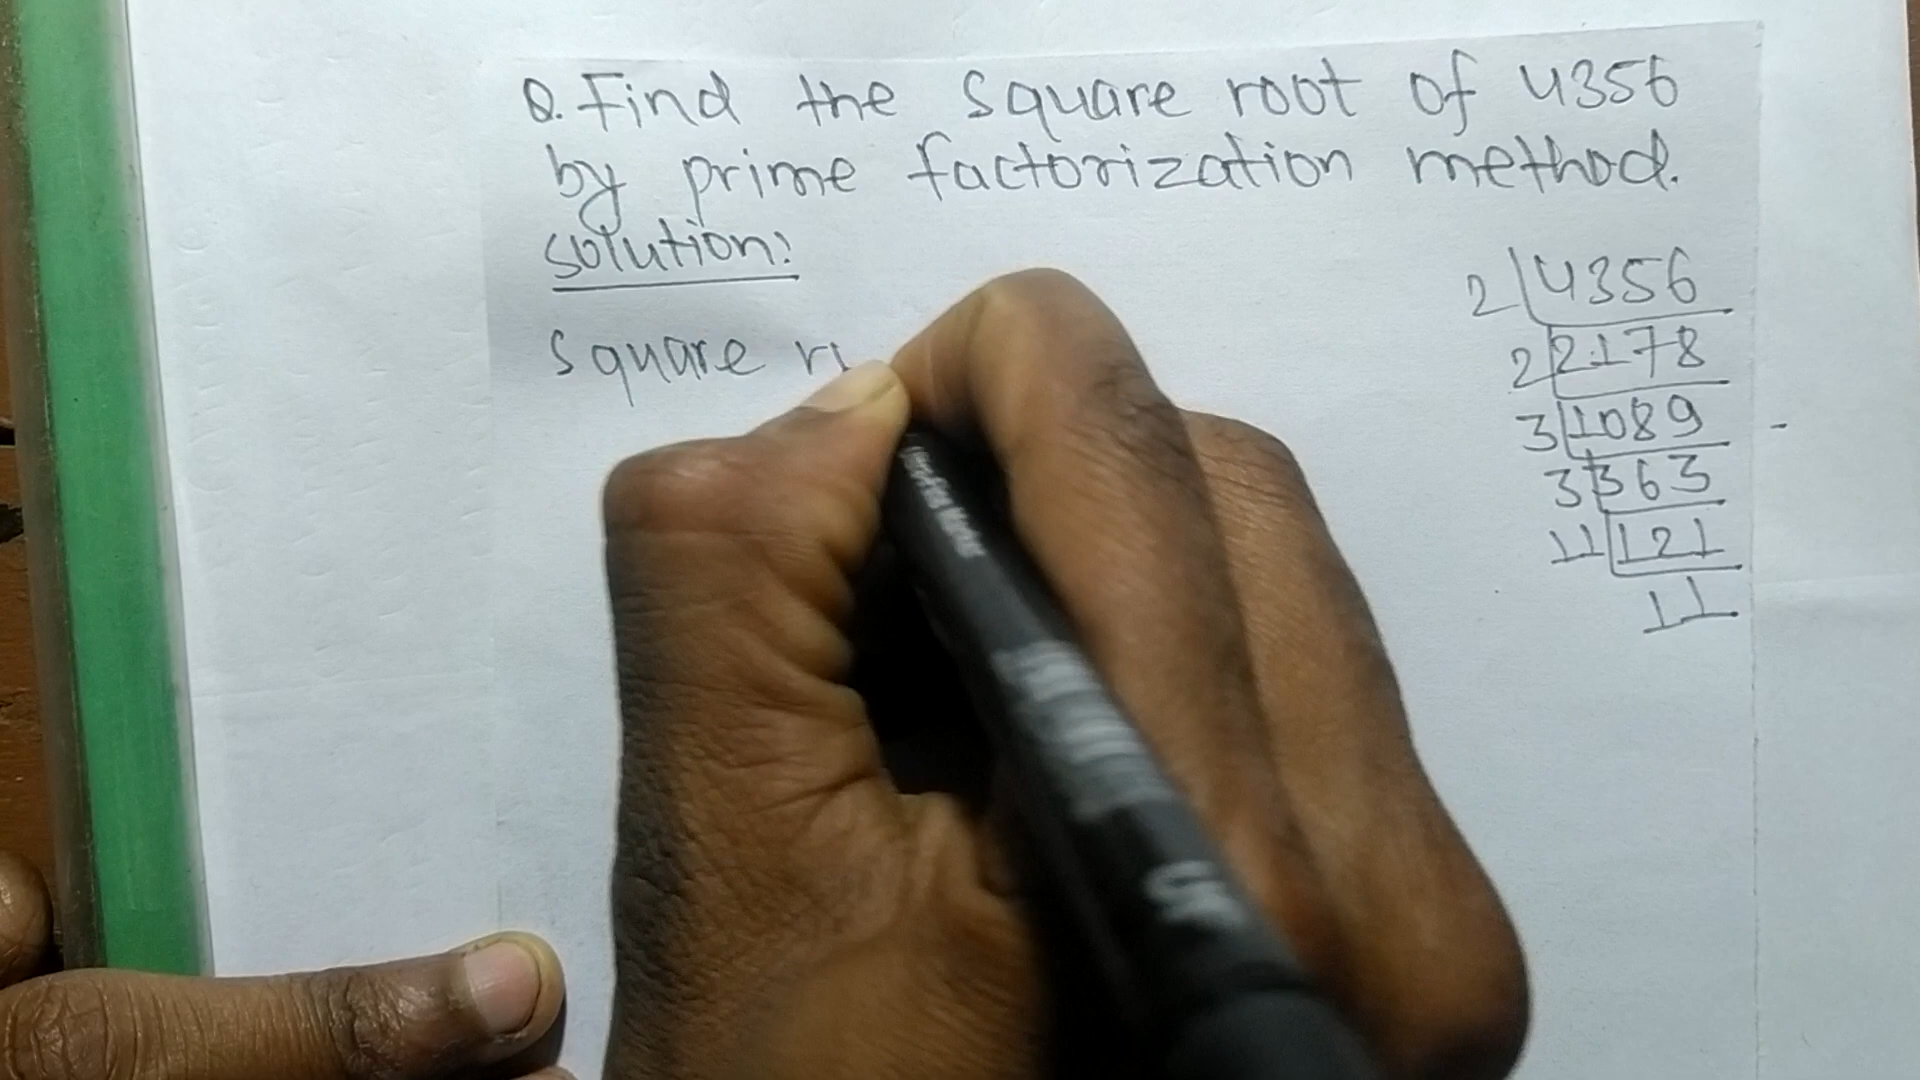 Q. Find the square root of 4356
by prime factorization method.
solution:
square
2 4356
2 2178
3 1089 -
3 363
11 121
11